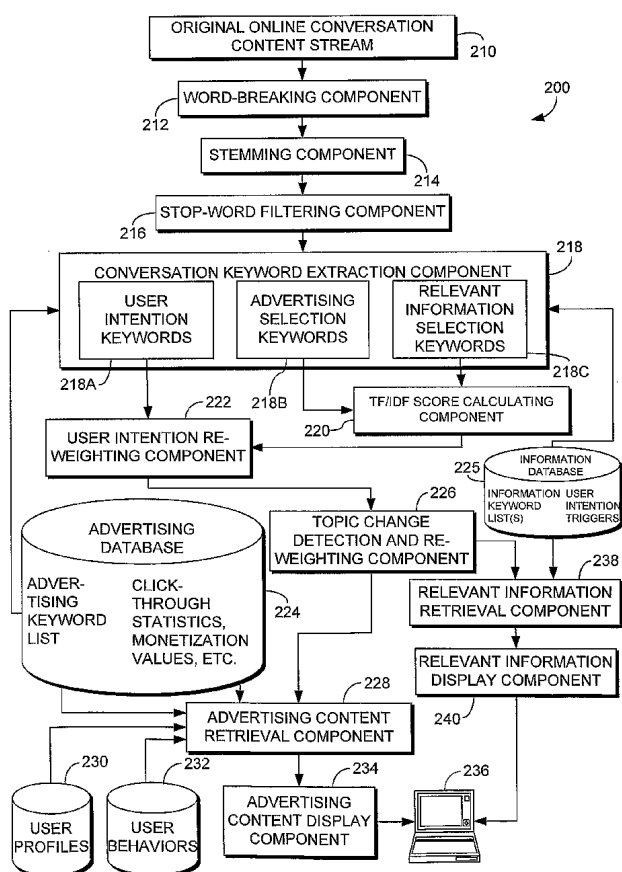 ORIGINAL ONLINE CONVERSATION
CONTENT STREAM
210
200
WORD-BREAKING COMPONENT
212
STEMMING COMPONENT
214
STOP-WORD FILTERING COMPONENT
216
218
CONVERSATION KEYWORD EXTRACTION COMPONENT
USER
INTENTION
KEYWORDS
218A
ADVERTISING
SELECTION
KEYWORDS
218B
RELEVANT
INFORMATION
SELECTION
KEYWORDS
218C
222
USER INTENTION RE-
WEIGHTING COMPONENT
TF/IDF SCORE CALCULATING
COMPONENT
220
225
INFORMATION
DATABASE
INFORMATION
KEYWORD
LIST(S)
USER
INTENTION
TRIGGERS
226
TOPIC CHANGE
DETECTION AND RE-
WEIGHTING COMPONENT
ADVERTISING
DATABASE
ADVER-
TISING
KEYWORD
LIST
CLICK-
THROUGH
STATISTICS,
MONETIZATION
VALUES, ETC.
224
238
RELEVANT INFORMATION
RETRIEVAL COMPONENT
RELEVANT INFORMATION
DISPLAY COMPONENT
240
228
ADVERTISING CONTENT
RETRIEVAL COMPONENT
230
USER
PROFILES
232
USER
BEHAVIORS
234
ADVERTISING
CONTENT DISPLAY
COMPONENT
236